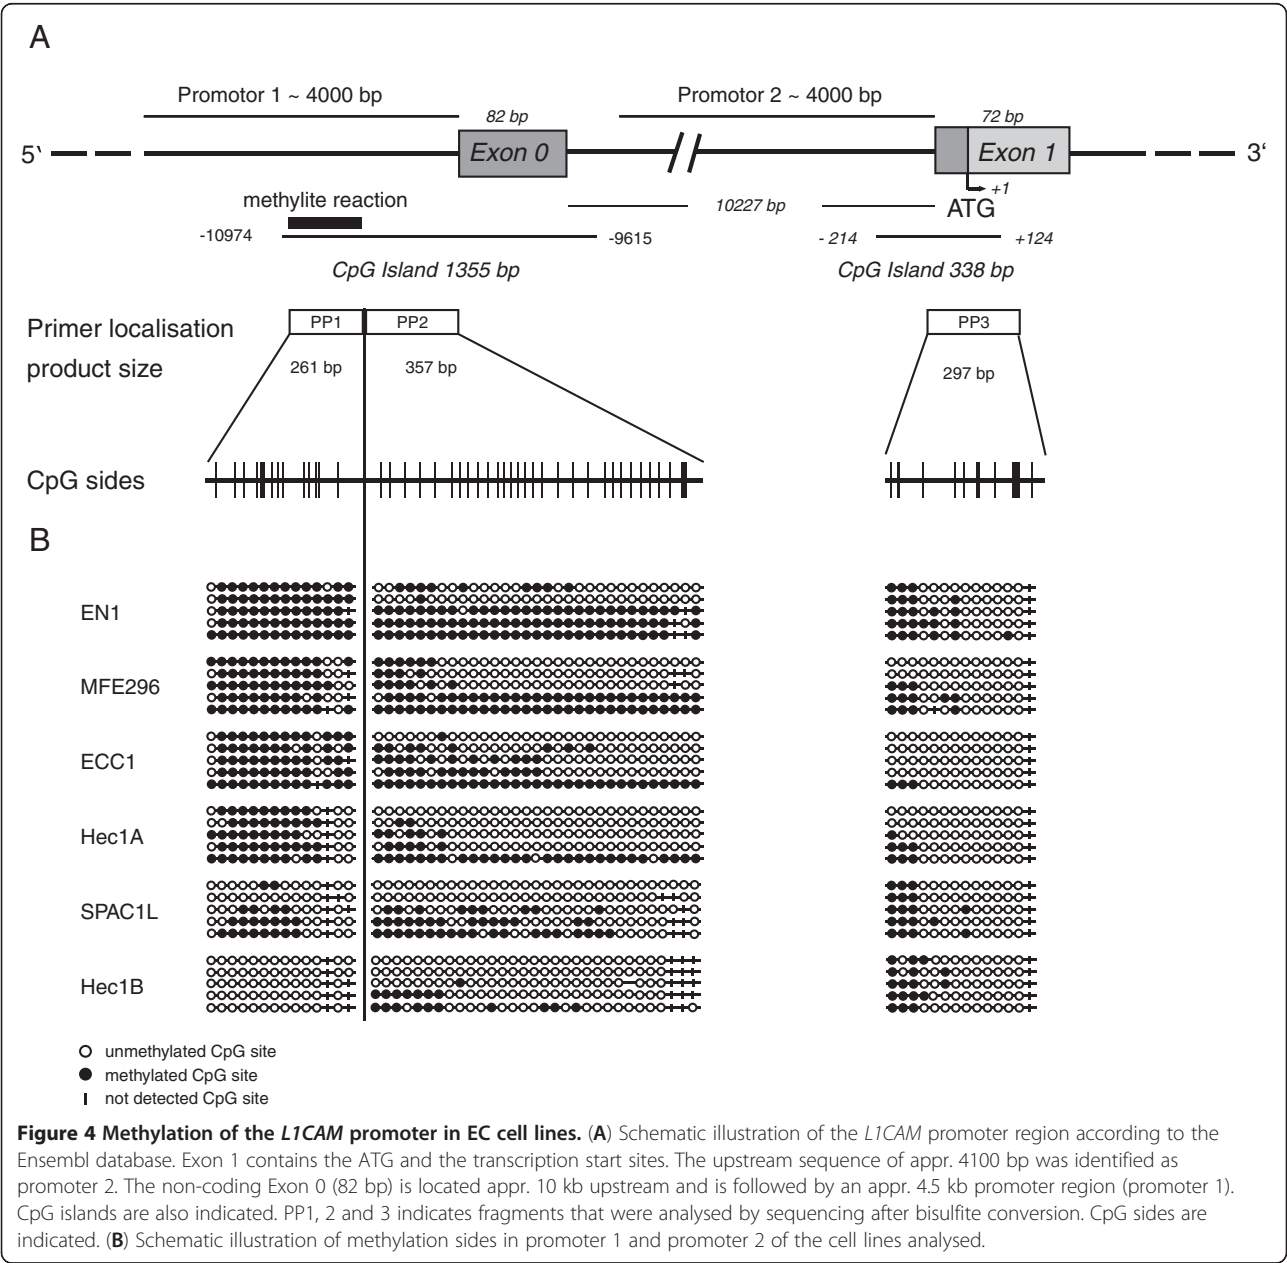 A
Promotor 1 ~ 4000 bp
Promotor 2 ~ 4000 bp
82 bp
72 bp
5‘
Exon 0
Exon 1
3‘
+1
methylite reaction
10227 bp
ATG
-10974
-9615
- 214
+124
CpG Island 1355 bp
CpG Island 338 bp
Primer localisation
PP1
PP2
PP3
product size
261 bp
357 bp
297 bp
CpG sides
B
EN1
MFE296
ECC1
Hec1A
SPAC1L
Hec1B
unmethylated CpG site
methylated CpG site
not detected CpG site
Figure 4 Methylation of the L1CAM promoter in EC cell lines. (A) Schematic illustration of the L1CAM promoter region according to the
Ensembl database. Exon 1 contains the ATG and the transcription start sites. The upstream sequence of appr. 4100 bp was identified as
promoter 2. The non-coding Exon 0 (82 bp) is located appr. 10 kb upstream and is followed by an appr. 4.5 kb promoter region (promoter 1).
CpG islands are also indicated. PP1, 2 and 3 indicates fragments that were analysed by sequencing after bisulfite conversion. CpG sides are
indicated. (B) Schematic illustration of methylation sides in promoter 1 and promoter 2 of the cell lines analysed.